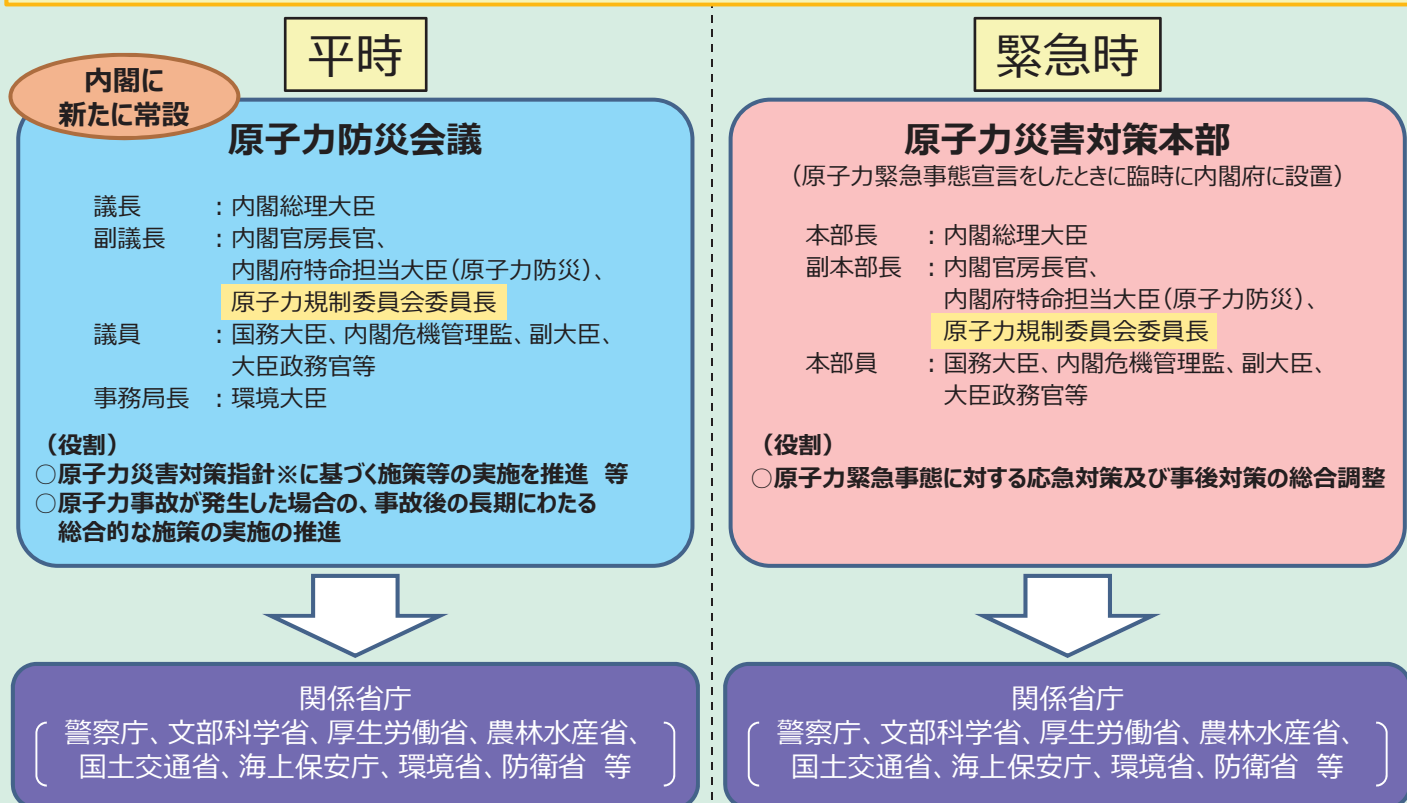 平時
内閣に
新たに常設
原子力防災会議
議長　：内閣総理大臣
副議長　：内閣官房長官、
内閣府特命担当大臣（原子力防災）、
原子力規制委員会委員長
議員　：国務大臣、内閣危機管理監、副大臣、
大臣政務官等
事務局長　：環境大臣
（役割）
○原子力災害対策指針※に基づく施策等の実施を推進　等
○原子力事故が発生した場合の、事故後の長期にわたる
総合的な施策の実施の推進
関係省庁
警察庁、文部科学省、厚生労働省、農林水産省、
国土交通省、海上保安庁、環境省、防衛省　等
緊急時
原子力災害対策本部
（原子力緊急事態宣言をしたときに臨時に内閣府に設置）
本部長　：内閣総理大臣
副本部長　：内閣官房長官、
内閣府特命担当大臣（原子力防災）、
原子力規制委員会委員長
本部員　：国務大臣、内閣危機管理監、副大臣、
大臣政務官等
（役割）
○原子力緊急事態に対する応急対策及び事後対策の総合調整
関係省庁
警察庁、文部科学省、厚生労働省、農林水産省、
国土交通省、海上保安庁、環境省、防衛省　等